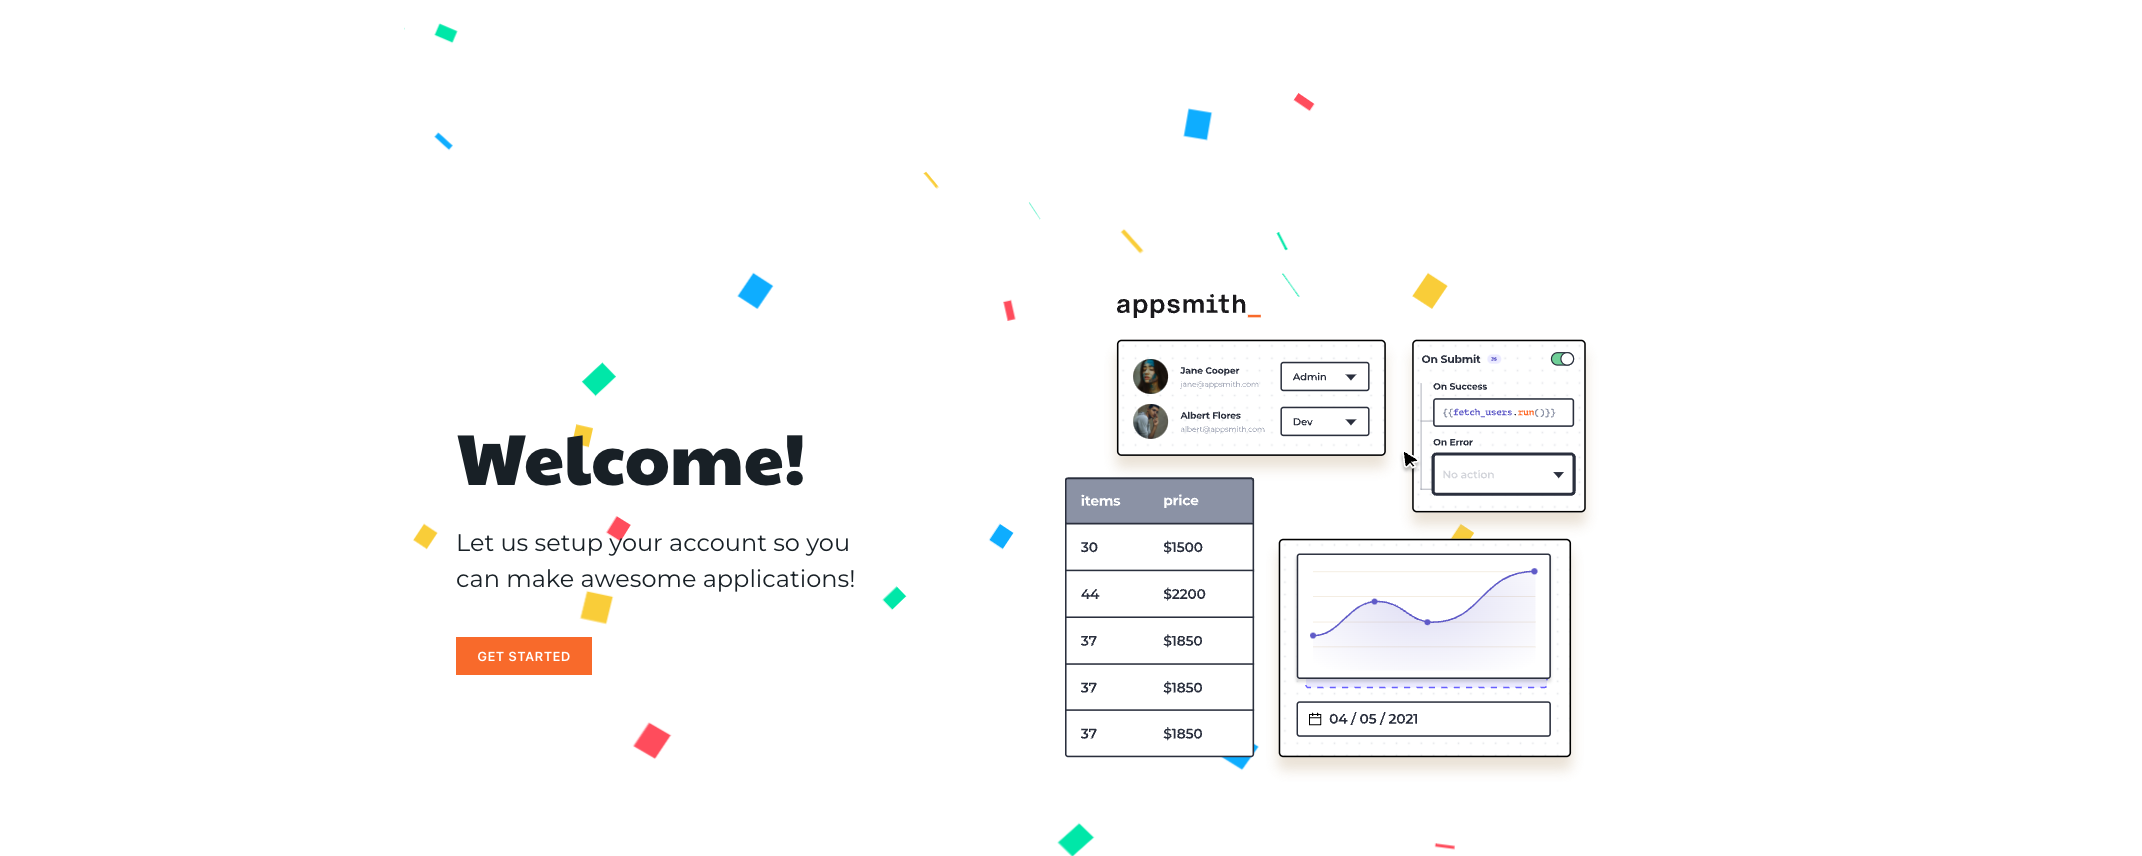 Welcome!
Let us setup your account so you
can make awesome applications!
GET STARTED
appsmith_
Jane Cooper
jane@appsmith.com
Admin
Albert Flores
albert@appsmith.com
Dev
On Submit JS
On Success
{{fetch_users.run()}}
On Error
No action
items price
30 $1500
44 $2200
37 $1850
37 $1850
37 $1850
04 / 05 / 2021